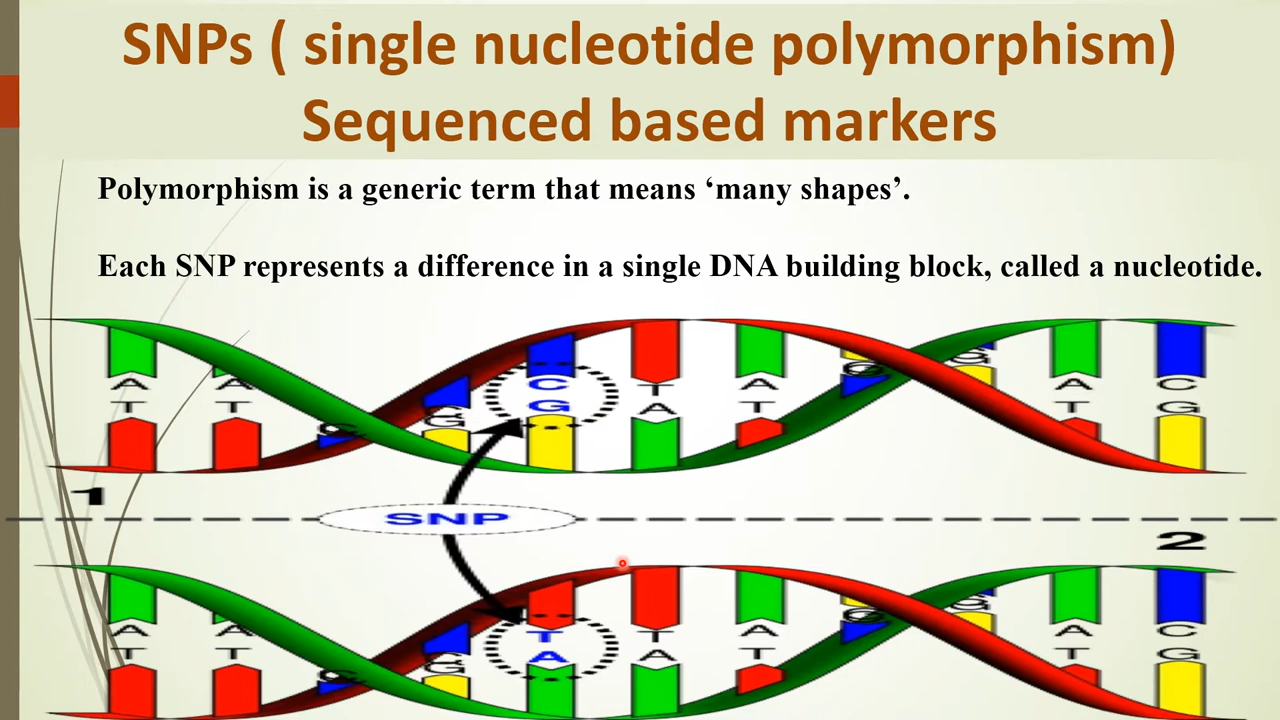 SNPs ( single nucleotide polymorphism)
Sequenced based markers
Polymorphism is a generic term that means ‘many shapes’.
Each SNP represents a difference in a single DNA building block, called a nucleotide.
A A C T A A C
T T G G A T T G
1
SNP
2
A A T T A A C
T T G A A T T G